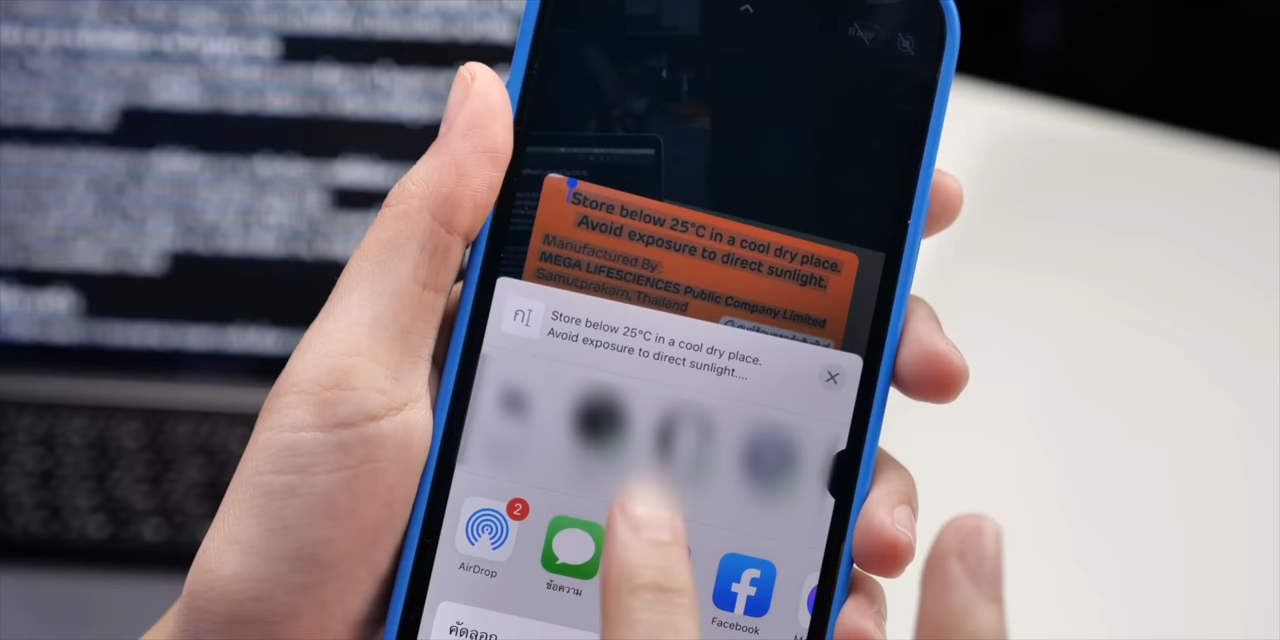 RAW
Store below 25°C in a cool dry place.
Avoid exposure to direct sunlight.
Manufactured By:
MEGA LIFESCIENCES Public Company Limited
Samutprakarn, Thailand
Store below 25°C in a cool dry place.
Avoid exposure to direct sunlight....
2
AirDrop
ข้อความ
Facebook
คัดลอก